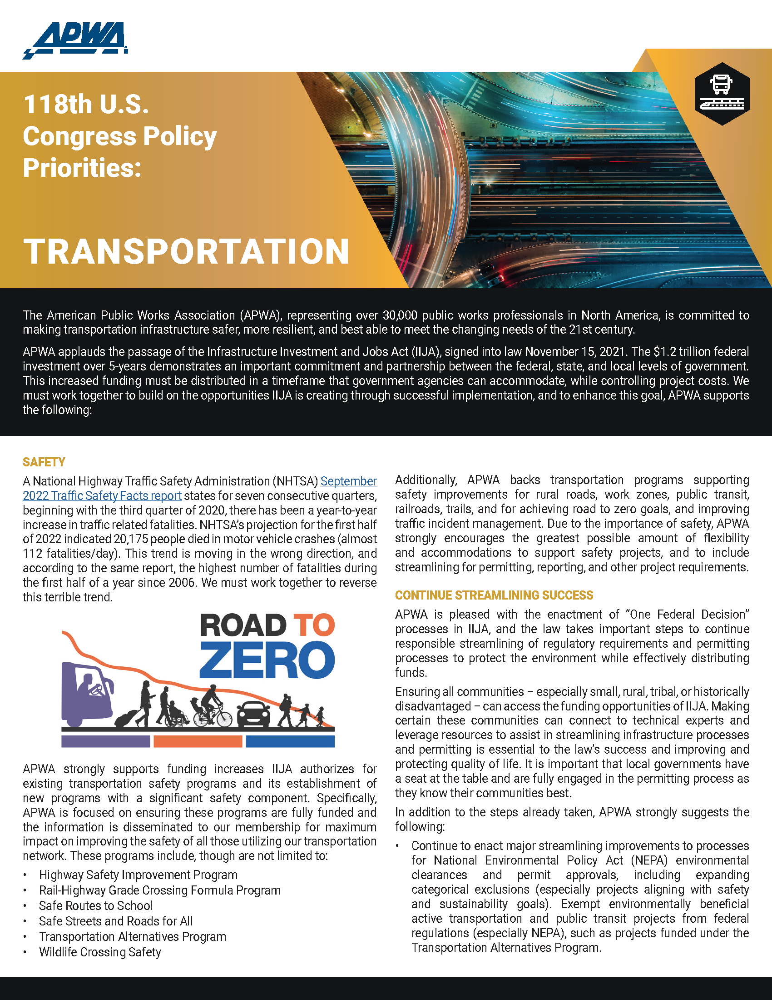 APWA
118th U.S.
Congress Policy
Priorities:
TRANSPORTATION
The American Public Works Association (APWA), representing over 30,000 public works professionals in North America, is committed to
making transportation infrastructure safer, more resilient, and best able to meet the changing needs of the 21st century.
APWA applauds the passage of the Infrastructure Investment and Jobs Act (IIJA), signed into law November 15, 2021. The $1.2 trillion federal
investment over 5-years demonstrates an important commitment and partnership between the federal, state, and local levels of government.
This increased funding must be distributed in a timeframe that government agencies can accommodate, while controlling project costs. We
must work together to build on the opportunities IIJA is creating through successful implementation, and to enhance this goal, APWA supports
the following:
SAFETY
A National Highway Traffic Safety Administration (NHTSA) September
2022 Traffic Safety Facts report states for seven consecutive quarters,
beginning with the third quarter of 2020, there has been a year-to-year
increase in traffic related fatalities. NHTSA's projection for the first half
of 2022 indicated 20,175 people died in motor vehicle crashes (almost
112 fatalities/day). This trend is moving in the wrong direction, and
according to the same report, the highest number of fatalities during
the first half of a year since 2006. We must work together to reverse
this terrible trend.
ROAD TO
ZERO
APWA strongly supports funding increases IIJA authorizes for
existing transportation safety programs and its establishment of
new programs with a significant safety component. Specifically,
APWA is focused on ensuring these programs are fully funded and
the information is disseminated to our membership for maximum
impact on improving the safety of all those utilizing our transportation
network. These programs include, though are not limited to:
• Highway Safety Improvement Program
• Rail-Highway Grade Crossing Formula Program
• Safe Routes to School
• Safe Streets and Roads for All
• Transportation Alternatives Program
• Wildlife Crossing Safety
Additionally, APWA backs transportation programs supporting
safety improvements for rural roads, work zones, public transit,
railroads, trails, and for achieving road to zero goals, and improving
traffic incident management. Due to the importance of safety, APWA
strongly encourages the greatest possible amount of flexibility
and accommodations to support safety projects, and to include
streamlining for permitting, reporting, and other project requirements.
CONTINUE STREAMLINING SUCCESS
APWA is pleased with the enactment of “One Federal Decision”
processes in IIJA, and the law takes important steps to continue
responsible streamlining of regulatory requirements and permitting
processes to protect the environment while effectively distributing
funds.
Ensuring all communities – especially small, rural, tribal, or historically
disadvantaged – can access the funding opportunities of IIJA. Making
certain these communities can connect to technical experts and
leverage resources to assist in streamlining infrastructure processes
and permitting is essential to the law's success and improving and
protecting quality of life. It is important that local governments have
a seat at the table and are fully engaged in the permitting process as
they know their communities best.
In addition to the steps already taken, APWA strongly suggests the
following:
• Continue to enact major streamlining improvements to processes
for National Environmental Policy Act (NEPA) environmental
clearances and permit approvals, including expanding
categorical exclusions (especially projects aligning with safety
and sustainability goals). Exempt environmentally beneficial
active transportation and public transit projects from federal
regulations (especially NEPA), such as projects funded under the
Transportation Alternatives Program.